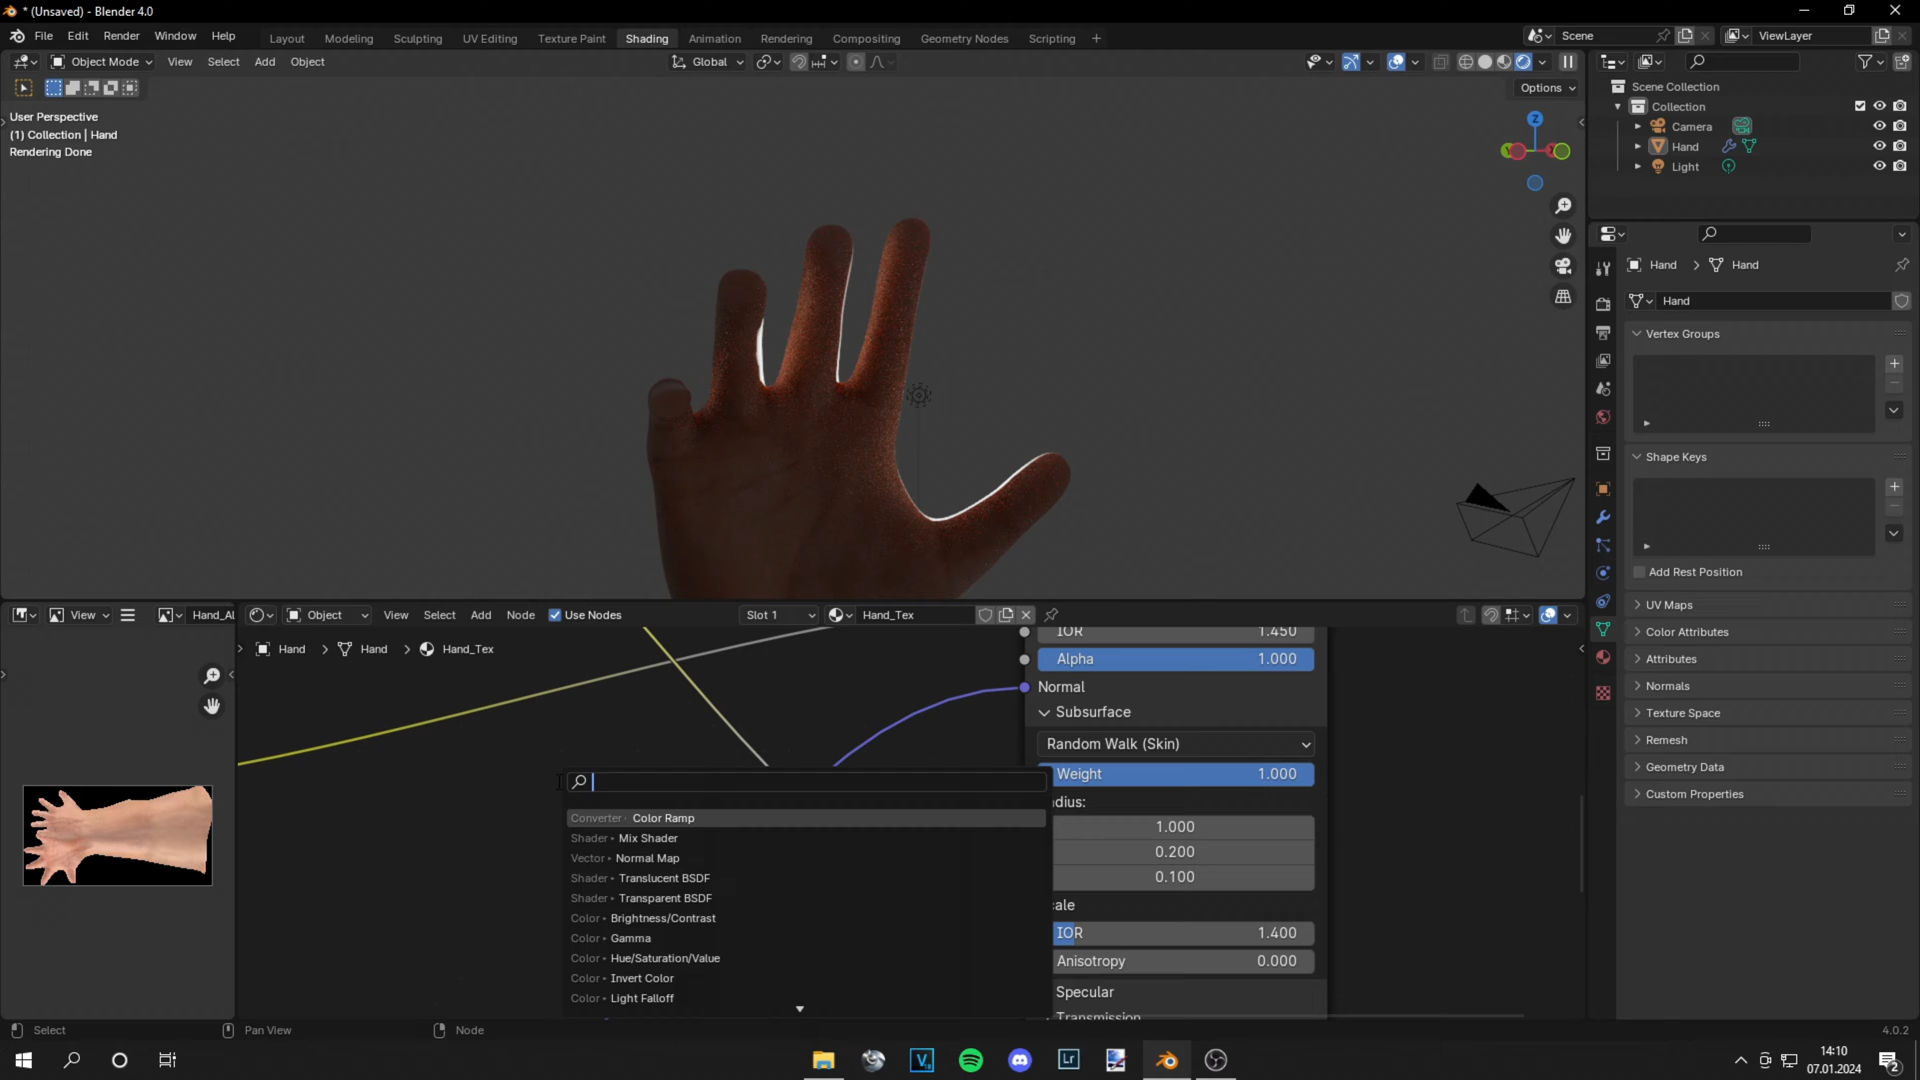 * (Unsaved) - Blender 4.0
File Edit Render Window Help
Layout Modeling Sculpting UV Editing Texture Paint Shading Animation Rendering Compositing Geometry Nodes Scripting +
Scene
ViewLayer
Object Mode View Select Add Object
Global
Options
User Perspective
(1) Collection | Hand
Rendering Done
Z
Scene Collection
Collection
Camera
Hand
Light
Hand > Hand
Hand
Vertex Groups
Shape Keys
Add Rest Position
UV Maps
Color Attributes
Attributes
Normals
Texture Space
Remesh
Geometry Data
Custom Properties
View
Hand_Al
Object View Select Add Node Use Nodes
Slot 1
Hand_Tex
Hand > Hand > Hand_Tex
IOR 1.450
Alpha 1.000
Normal
Subsurface
Random Walk (Skin)
Weight 1.000
dius:
1.000
0.200
0.100
cale
IOR 1.400
Anisotropy 0.000
Specular
Transmission
Converter Color Ramp
Shader Mix Shader
Vector Normal Map
Shader Translucent BSDF
Shader Transparent BSDF
Color Brightness/Contrast
Color Gamma
Color Hue/Saturation/Value
Color Invert Color
Color Light Falloff
Select
Pan View
Node
4.0.2
Lr
14:10
07.01.2024
2